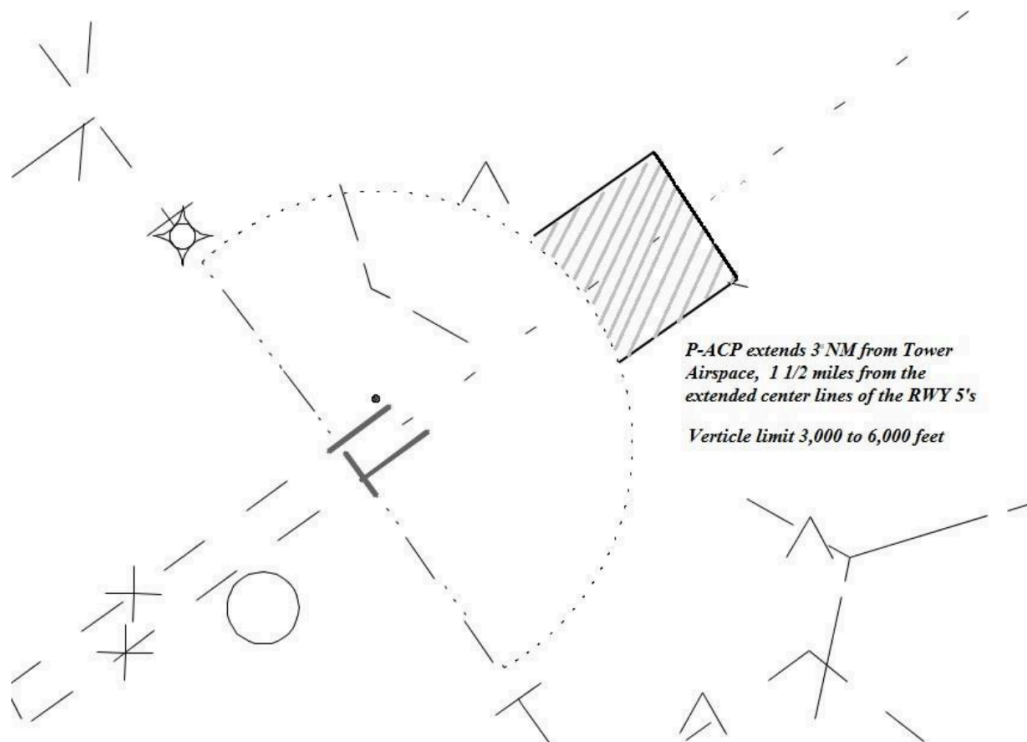 P-ACP extends 3 NM from Tower
Airspace, 1 1/2 miles from the
extended center lines of the RWY 5's
Verticle limit 3,000 to 6,000 feet